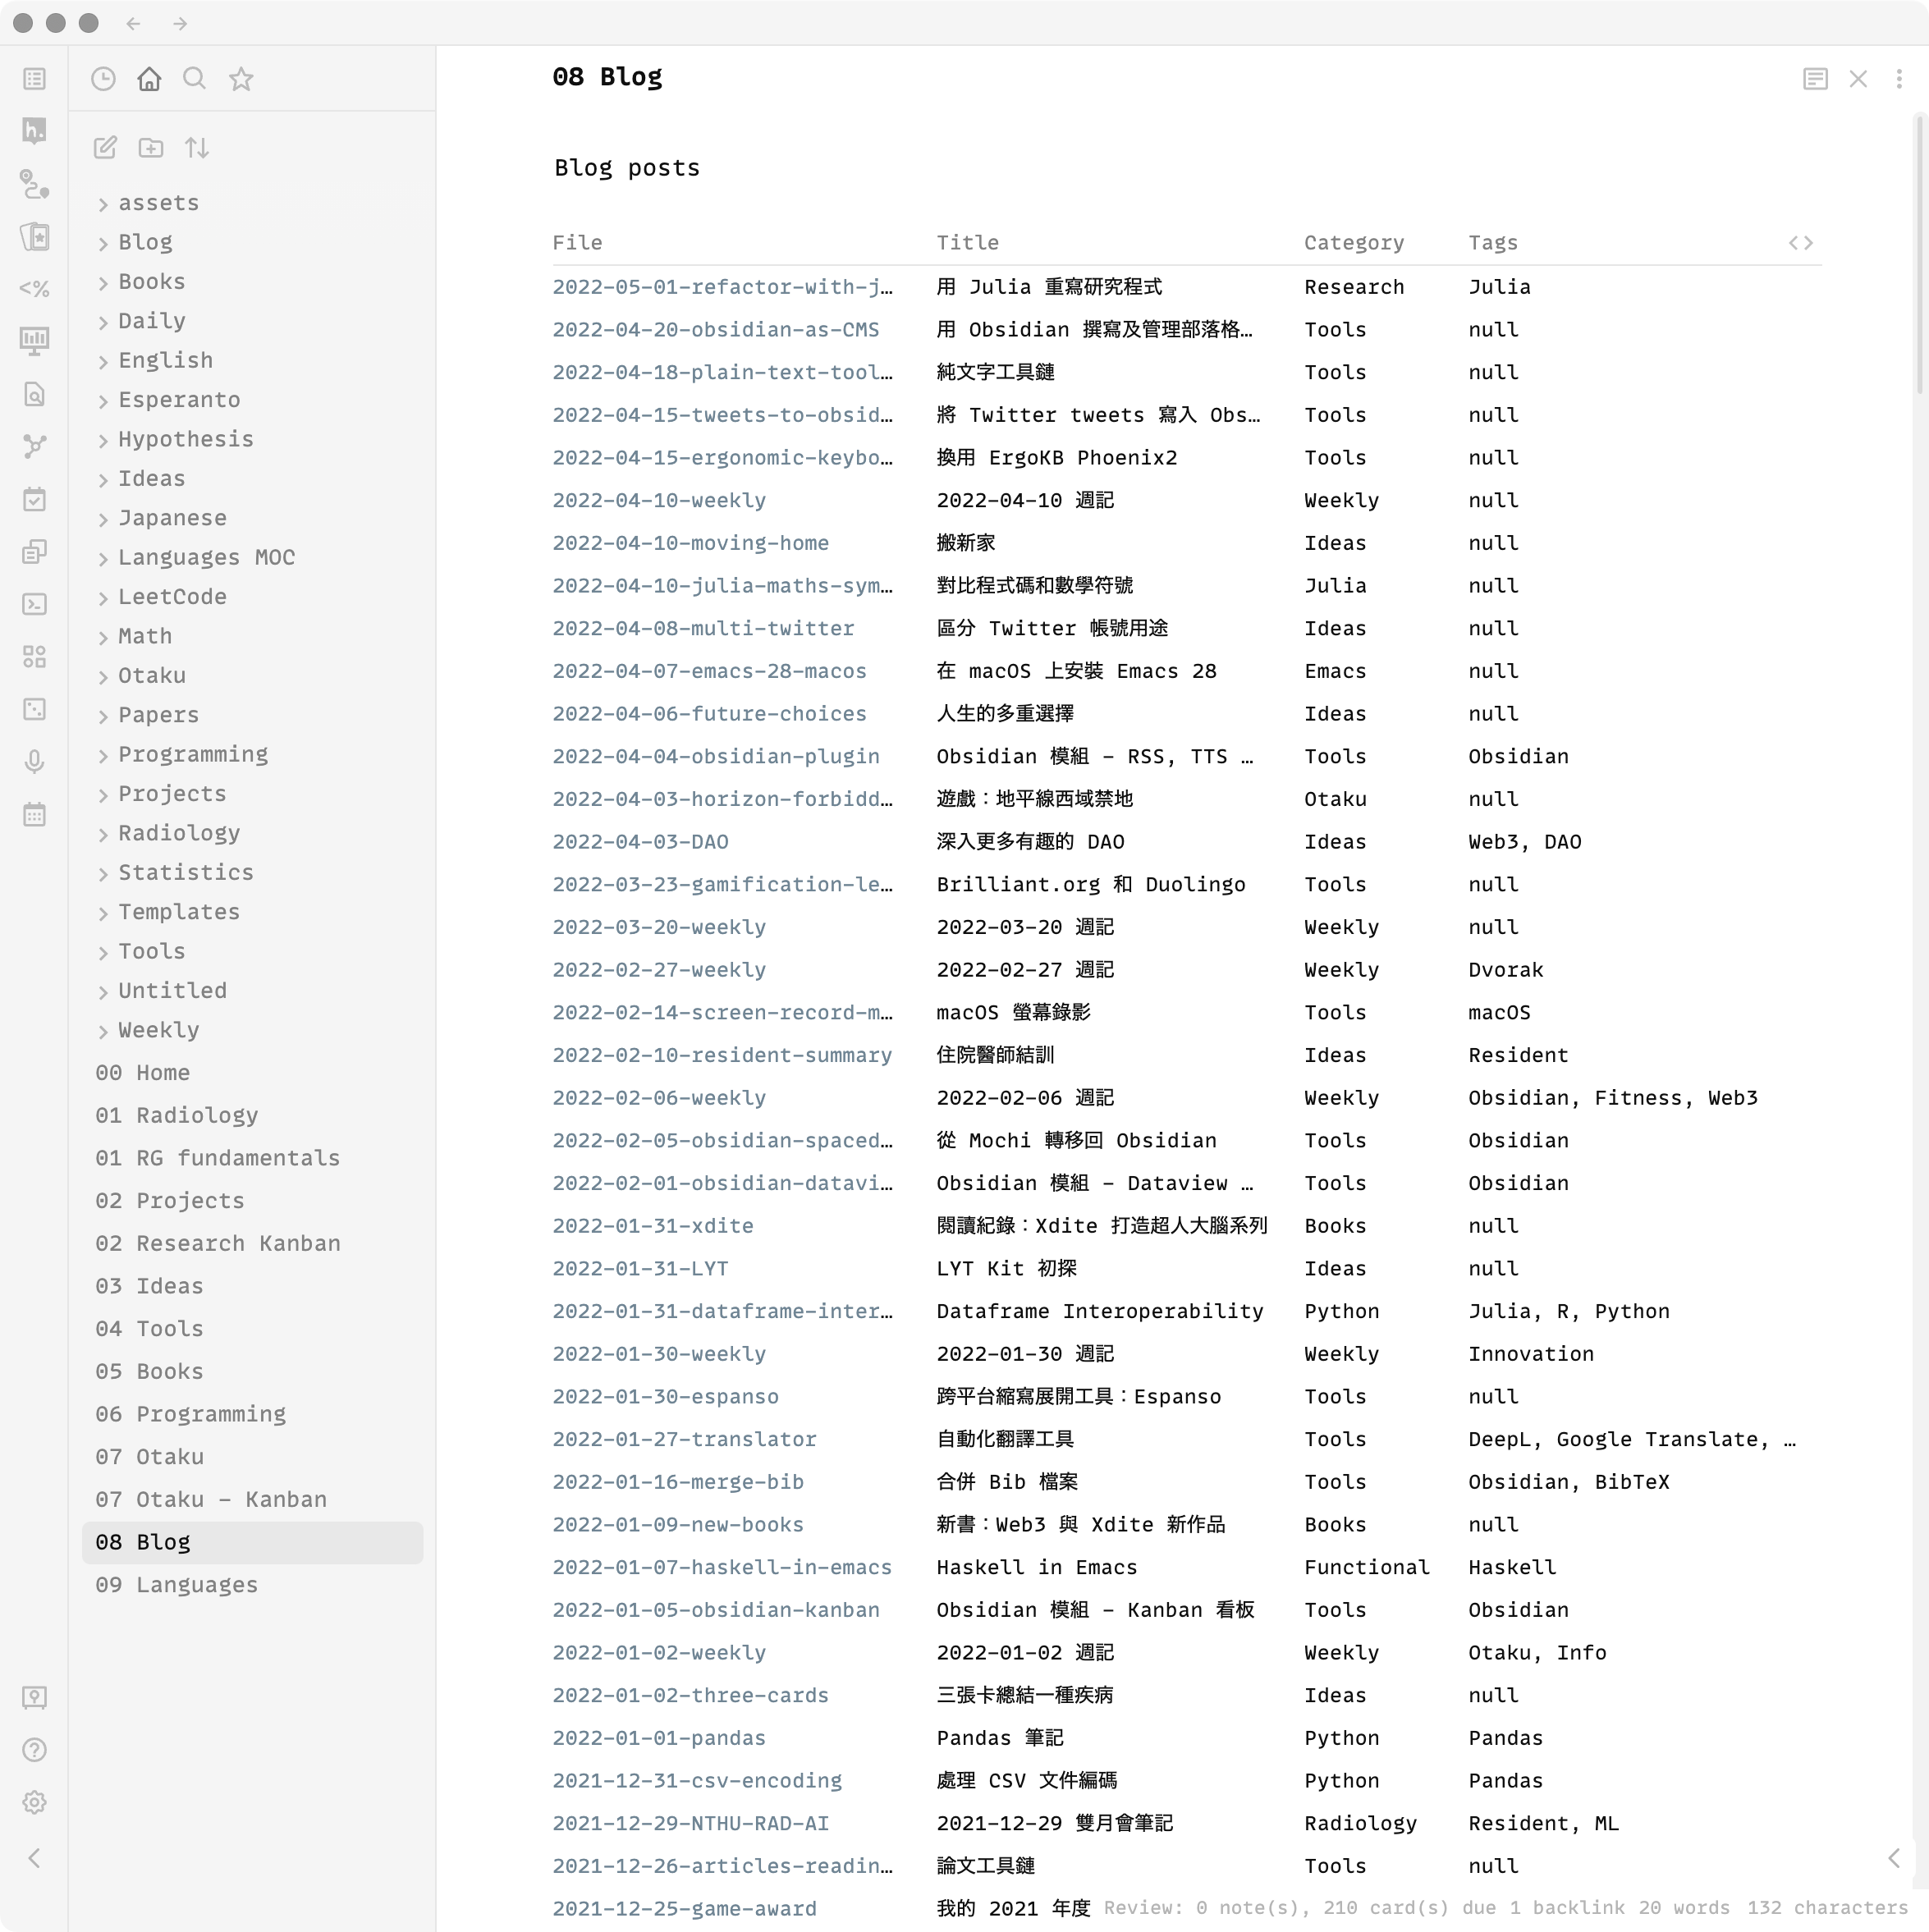 08 Blog
h.
<%
assets
Blog
Books
Daily
English
Esperanto
Hypothesis
Ideas
Japanese
Languages MOC
LeetCode
Math
Otaku
Papers
Programming
Projects
Radiology
Statistics
Templates
Tools
Untitled
Weekly
00 Home
01 Radiology
01 RG fundamentals
02 Projects
02 Research Kanban
03 Ideas
04 Tools
05 Books
06 Programming
07 Otaku
07 Otaku - Kanban
08 Blog
09 Languages
Blog posts
File Title Category Tags <>
2022-05-01-refactor-with-j… 用 Julia 重寫研究程式 Research Julia
2022-04-20-obsidian-as-CMS 用 Obsidian 撰寫及管理部落格… Tools null
2022-04-18-plain-text-tool… 純文字工具鏈 Tools null
2022-04-15-tweets-to-obsid… 將 Twitter tweets 寫入 Obs… Tools null
2022-04-15-ergonomic-keybo… 換用 ErgoKB Phoenix2 Tools null
2022-04-10-weekly 2022-04-10 週記 Weekly null
2022-04-10-moving-home 搬新家 Ideas null
2022-04-10-julia-maths-sym… 對比程式碼和數學符號 Julia null
2022-04-08-multi-twitter 區分 Twitter 帳號用途 Ideas null
2022-04-07-emacs-28-macos 在 macOS 上安裝 Emacs 28 Emacs null
2022-04-06-future-choices 人生的多重選擇 Ideas null
2022-04-04-obsidian-plugin Obsidian 模組 - RSS, TTS … Tools Obsidian
2022-04-03-horizon-forbidd… 遊戲：地平線西域禁地 Otaku null
2022-04-03-DAO 深入更多有趣的 DAO Ideas Web3, DAO
2022-03-23-gamification-le… Brilliant.org 和 Duolingo Tools null
2022-03-20-weekly 2022-03-20 週記 Weekly null
2022-02-27-weekly 2022-02-27 週記 Weekly Dvorak
2022-02-14-screen-record-m… macOS 螢幕錄影 Tools macOS
2022-02-10-resident-summary 住院醫師結訓 Ideas Resident
2022-02-06-weekly 2022-02-06 週記 Weekly Obsidian, Fitness, Web3
2022-02-05-obsidian-spaced… 從 Mochi 轉移回 Obsidian Tools Obsidian
2022-02-01-obsidian-datavi… Obsidian 模組 - Dataview … Tools Obsidian
2022-01-31-xdite 閱讀紀錄：Xdite 打造超人大腦系列 Books null
2022-01-31-LYT LYT Kit 初探 Ideas null
2022-01-31-dataframe-inter… Dataframe Interoperability Python Julia, R, Python
2022-01-30-weekly 2022-01-30 週記 Weekly Innovation
2022-01-30-espanso 跨平台縮寫展開工具：Espanso Tools null
2022-01-27-translator 自動化翻譯工具 Tools DeepL, Google Translate, …
2022-01-16-merge-bib 合併 Bib 檔案 Tools Obsidian, BibTeX
2022-01-09-new-books 新書：Web3 與 Xdite 新作品 Books null
2022-01-07-haskell-in-emacs Haskell in Emacs Functional Haskell
2022-01-05-obsidian-kanban Obsidian 模組 - Kanban 看板 Tools Obsidian
2022-01-02-weekly 2022-01-02 週記 Weekly Otaku, Info
2022-01-02-three-cards 三張卡總結一種疾病 Ideas null
2022-01-01-pandas Pandas 筆記 Python Pandas
2021-12-31-csv-encoding 處理 CSV 文件編碼 Python Pandas
2021-12-29-NTHU-RAD-AI 2021-12-29 雙月會筆記 Radiology Resident, ML
2021-12-26-articles-readin… 論文工具鏈 Tools null
2021-12-25-game-award 我的 2021 年度
Review: 0 note(s), 210 card(s) due 1 backlink 20 words 132 characters